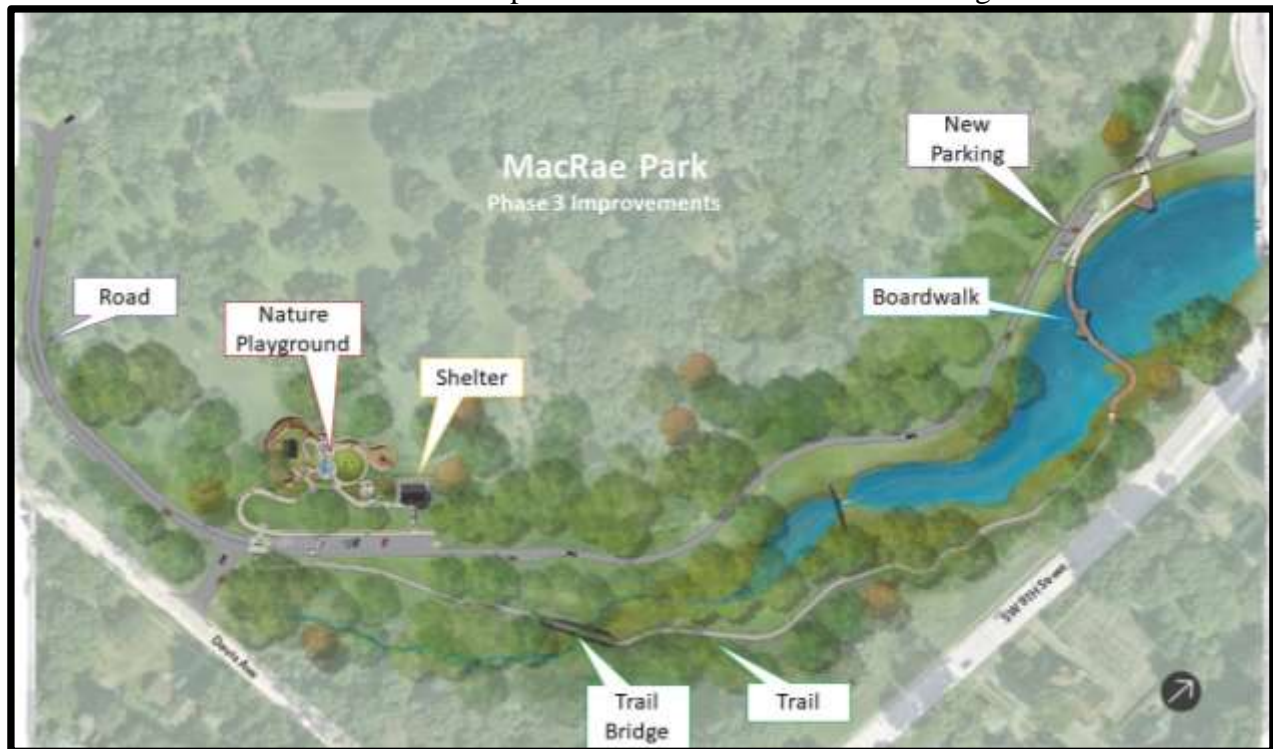 MacRae Park
Phase 3 Improvements
New
Parking
Road
Boardwalk
Nature
Playground
Shelter
SW 9TH Street
Davis Ave
Trail
Bridge
Trail